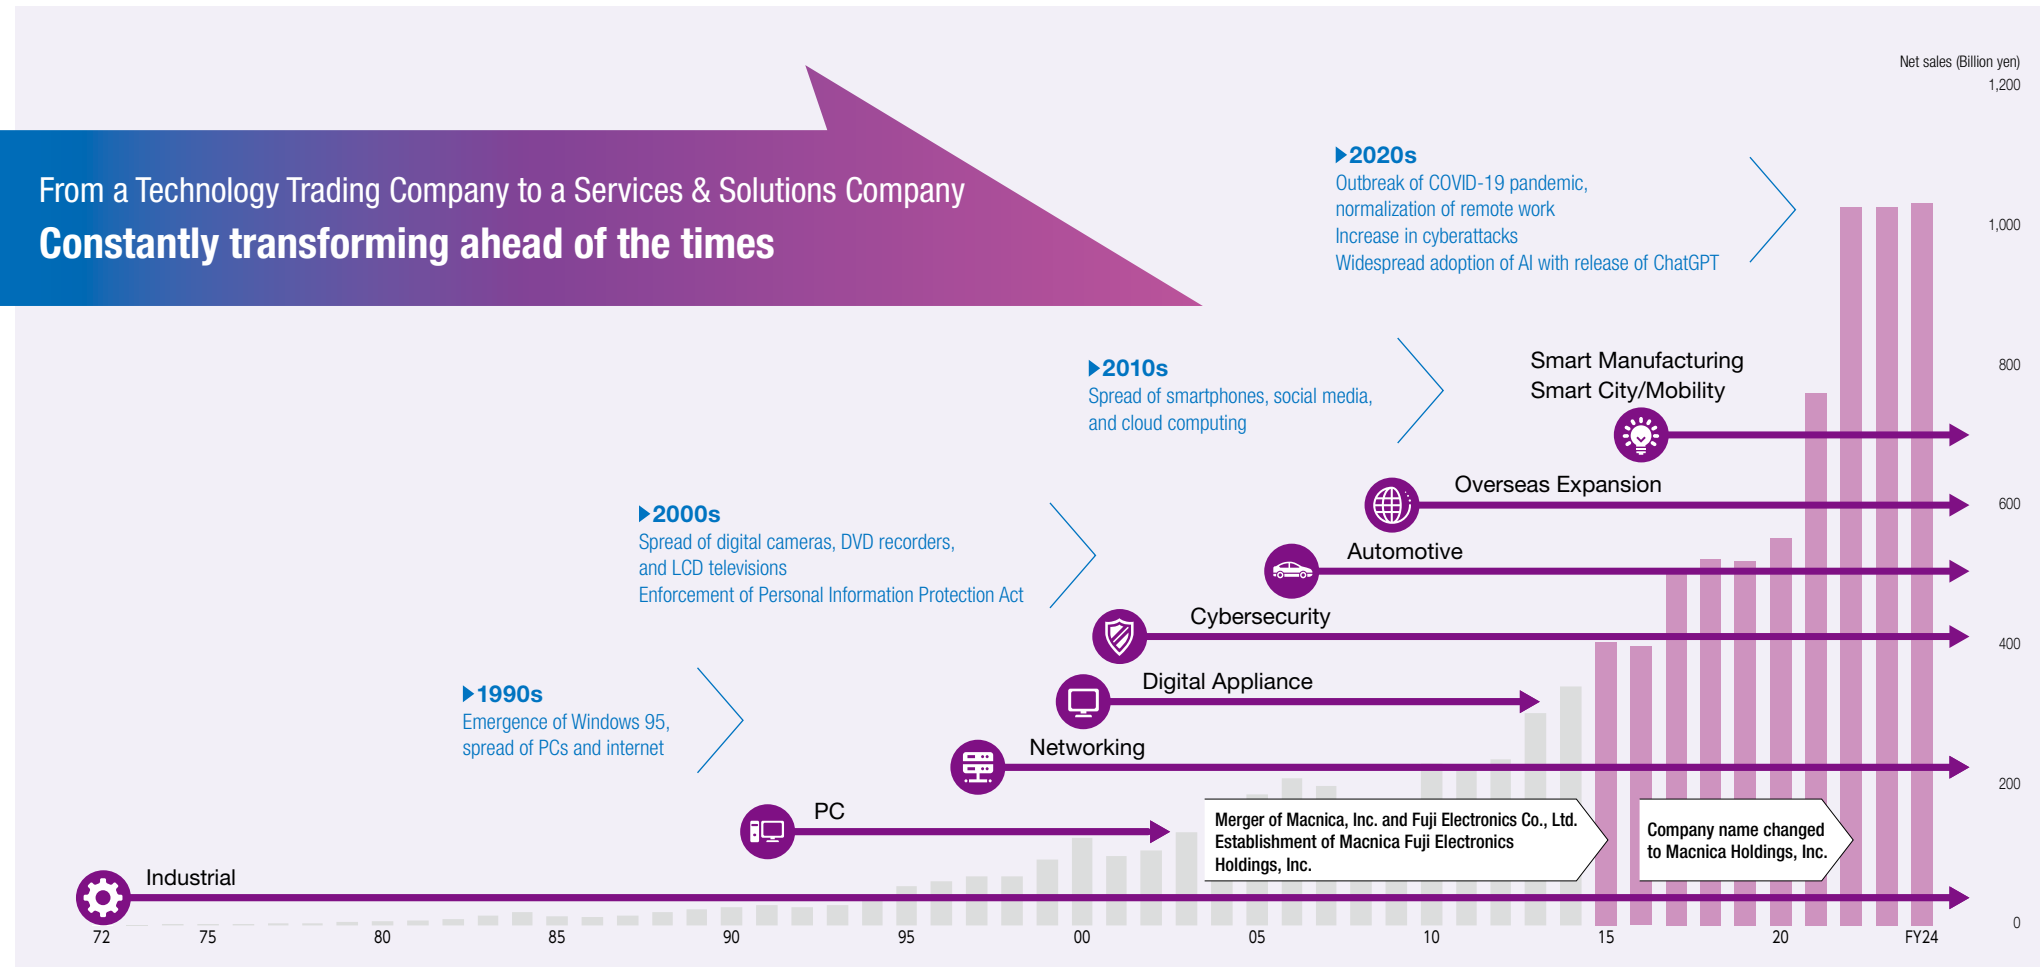 Net sales (Billion yen)
1,200
From a Technology Trading Company to a Services & Solutions Company
Constantly transforming ahead of the times
2020s
Outbreak of COVID-19 pandemic,
normalization of remote work
Increase in cyberattacks
Widespread adoption of AI with release of ChatGPT
1,000
2010s
Spread of smartphones, social media,
and cloud computing
Smart Manufacturing
Smart City/Mobility
800
Overseas Expansion
600
2000s
Spread of digital cameras, DVD recorders,
and LCD televisions
Enforcement of Personal Information Protection Act
Automotive
Cybersecurity
400
1990s
Emergence of Windows 95,
spread of PCs and internet
Digital Appliance
Networking
200
PC
Merger of Macnica, Inc. and Fuji Electronics Co., Ltd.
Establishment of Macnica Fuji Electronics
Holdings, Inc.
Company name changed
to Macnica Holdings, Inc.
Industrial
0
72 75 80 85 90 95 00 05 10 15 20 FY24